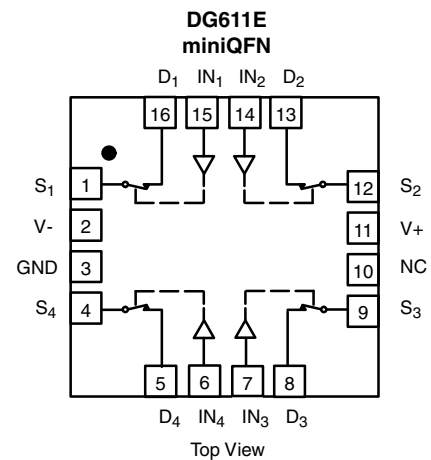 DG611E
miniQFN
D1 IN1 IN2 D2
16 15 14 13
S1 1 12 S2
V- 2 11 V+
GND 3 10 NC
S4 4 9 S3
5 6 7 8
D4 IN4 IN3 D3
Top View